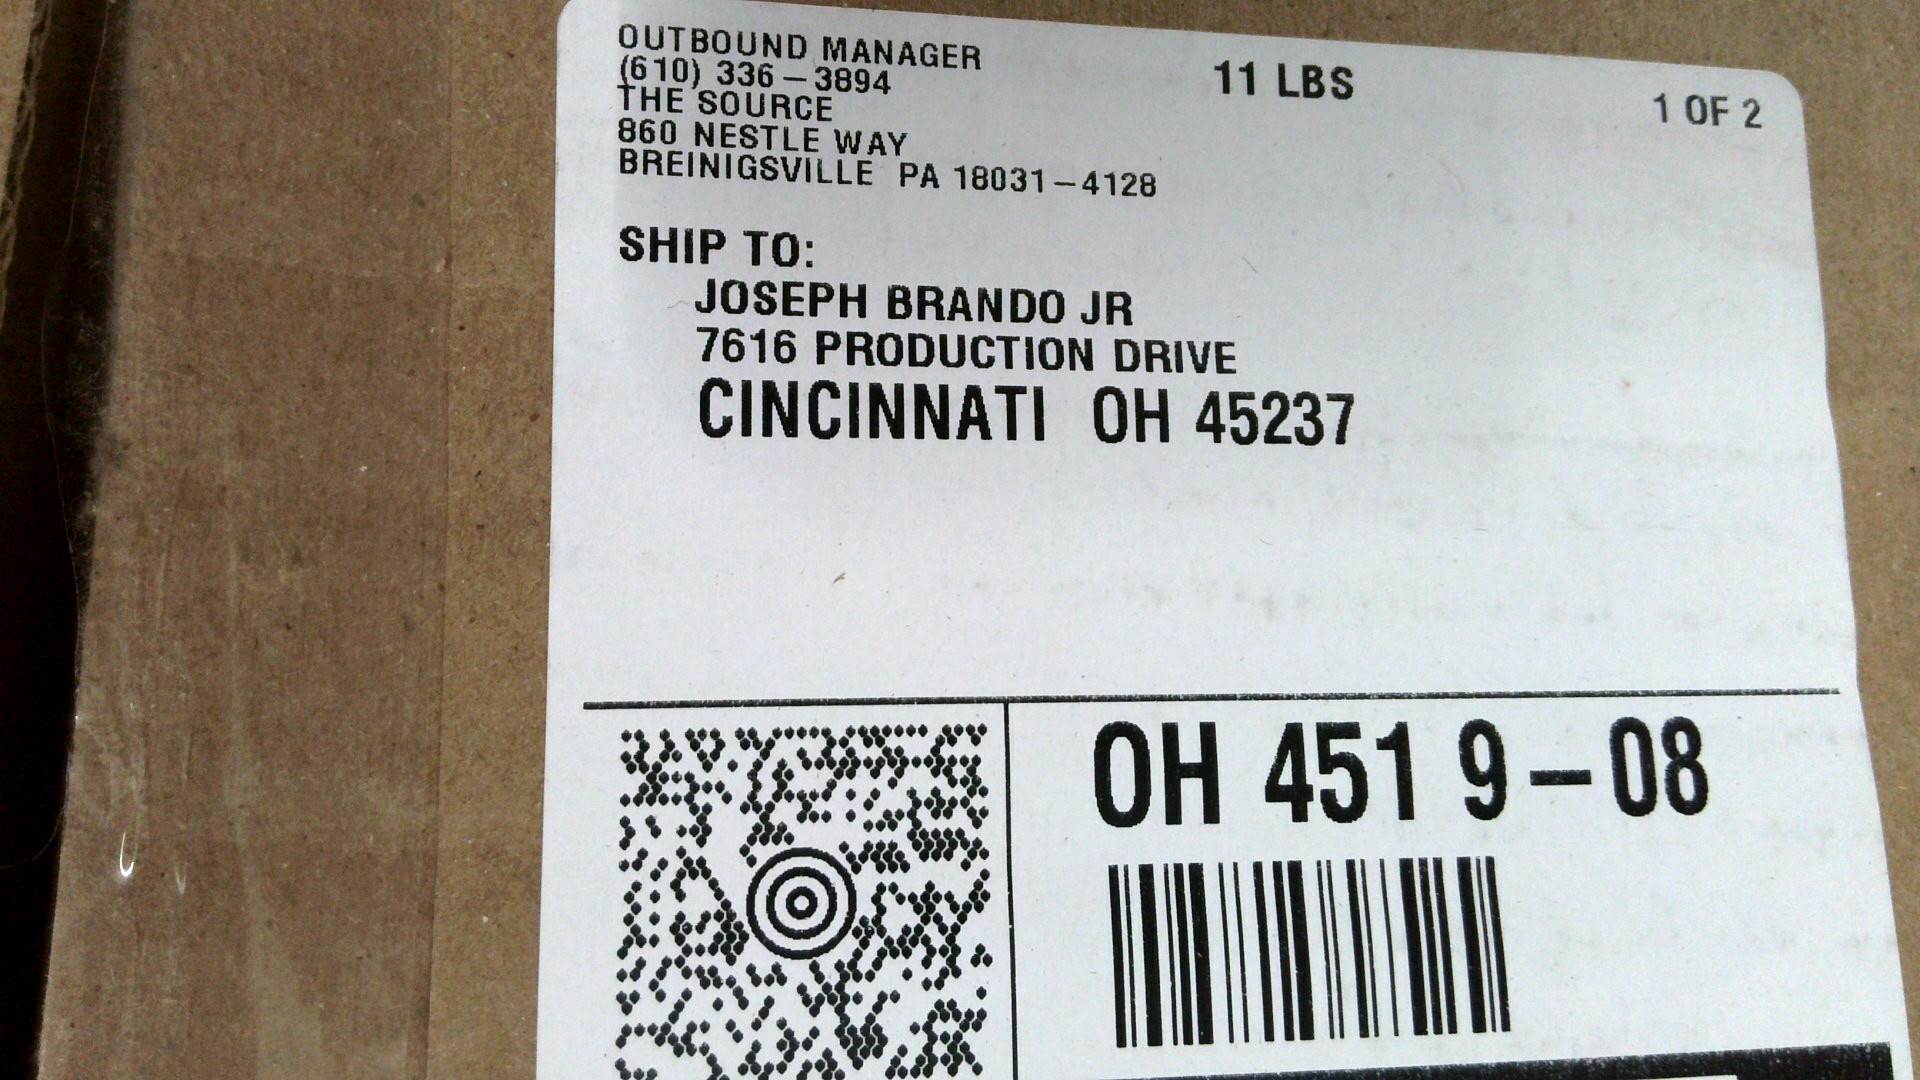 OUTBOUND MANAGER
(610) 336-3894
THE SOURCE
860 NESTLE WAY
BREINIGSVILLE PA 18031-4128
11 LBS
1 OF 2
SHIP TO:
JOSEPH BRANDO JR
7616 PRODUCTION DRIVE
CINCINNATI OH 45237
OH 451 9-08